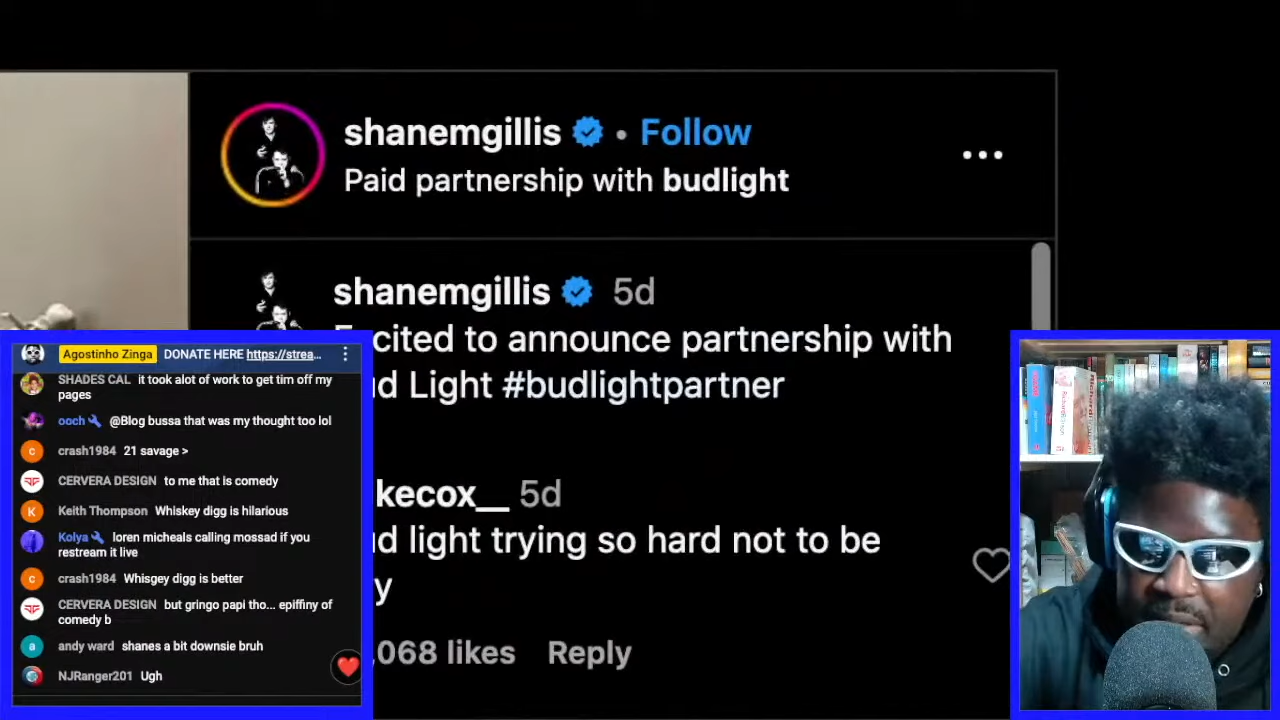 shanemgillis • Follow
Paid partnership with budlight
shanemgillis 5d
cited to announce partnership with
d Light #budlightpartner
kecox__ 5d
d light trying so hard not to be
y
,068 likes Reply
Agostinho Zinga DONATE HERE https://strea...
SHADES CAL it took alot of work to get tim off my
pages
ooch @Blog bussa that was my thought too lol
crash1984 21 savage >
CERVERA DESIGN to me that is comedy
Keith Thompson Whiskey digg is hilarious
Kolya loren micheals calling mossad if you
restream it live
crash1984 Whisgey digg is better
CERVERA DESIGN but gringo papi tho... epiffiny of
comedy b
andy ward shanes a bit downsie bruh
NJRanger201 Ugh